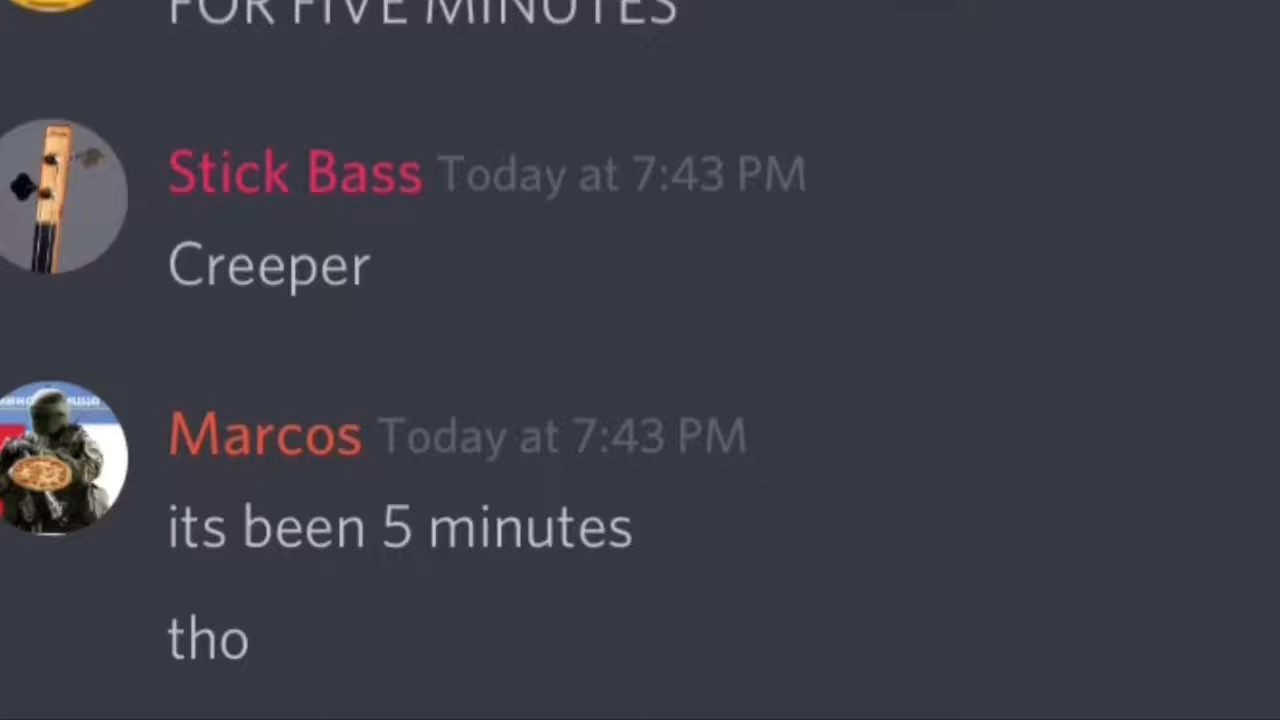 FOR FIVE MINUTES
Stick Bass Today at 7:43 PM
Creeper
Marcos Today at 7:43 PM
its been 5 minutes
tho